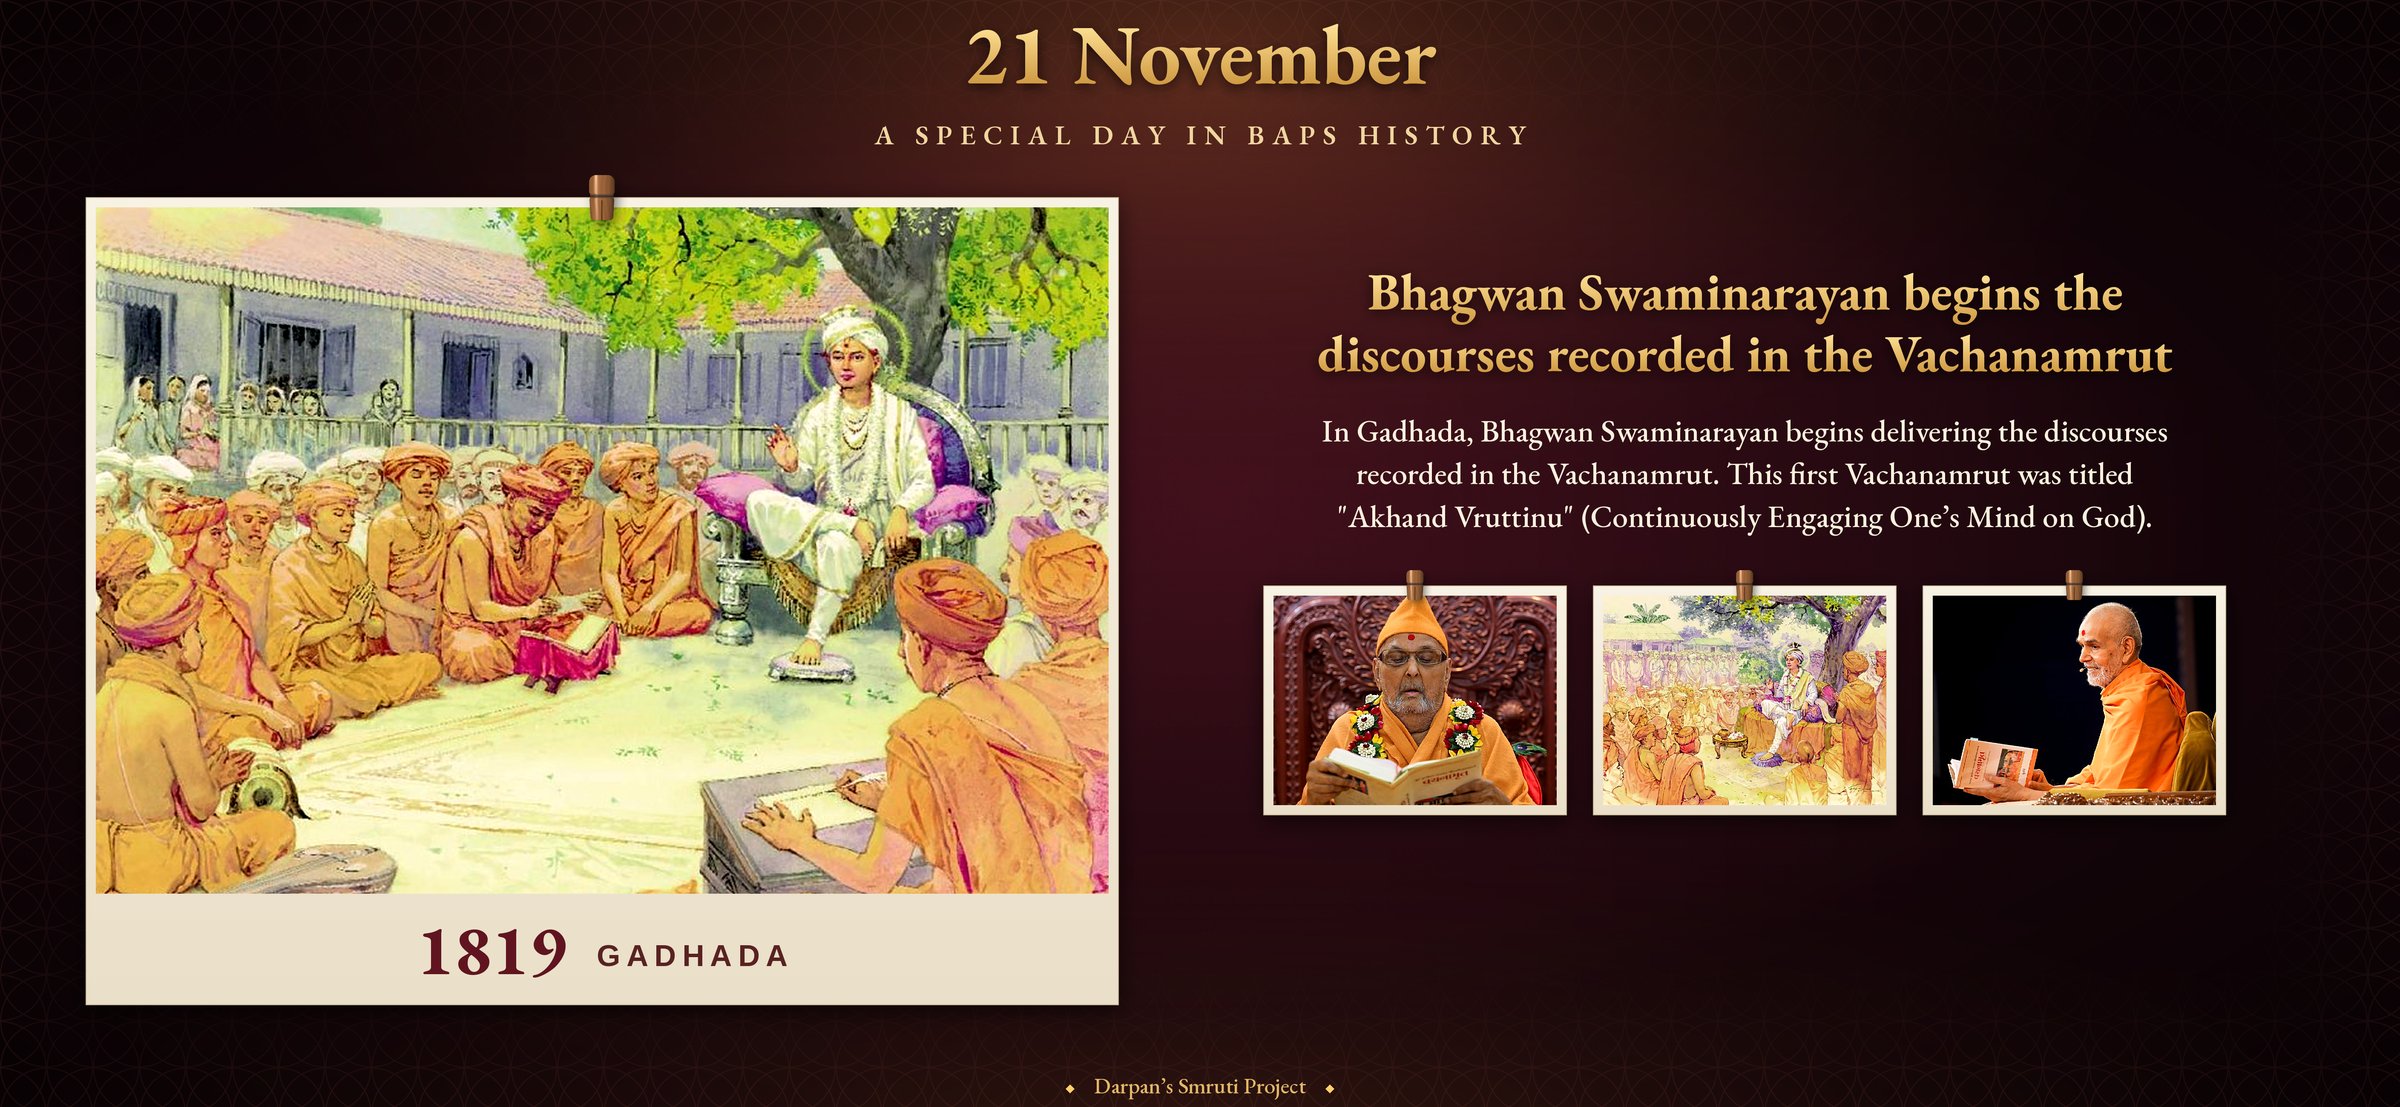 21 November
A SPECIAL DAY IN BAPS HISTORY
Bhagwan Swaminarayan begins the
discourses recorded in the Vachanamrut
In Gadhada, Bhagwan Swaminarayan begins delivering the discourses
recorded in the Vachanamrut. This first Vachanamrut was titled
"Akhand Vruttinu" (Continuously Engaging One’s Mind on God).
વચનામૃત
1819 GADHADA
Darpan’s Smruti Project